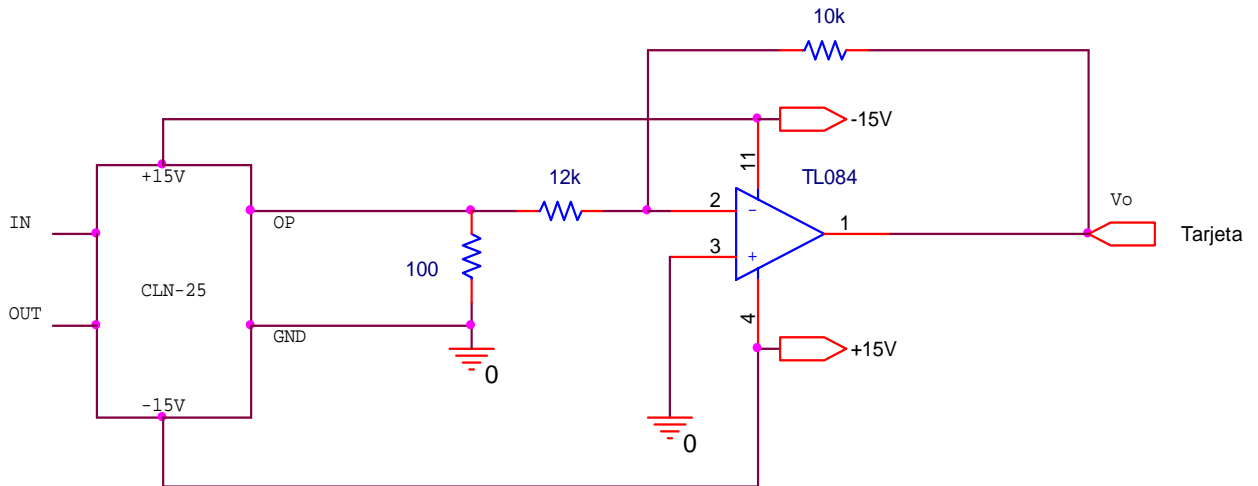 10k
-15V
11
+15V
12k
TL084
IN
OP
2
-
1
Vo
Tarjeta
3
+
100
CLN-25
OUT
GND
4
+15V
0
-15V
0